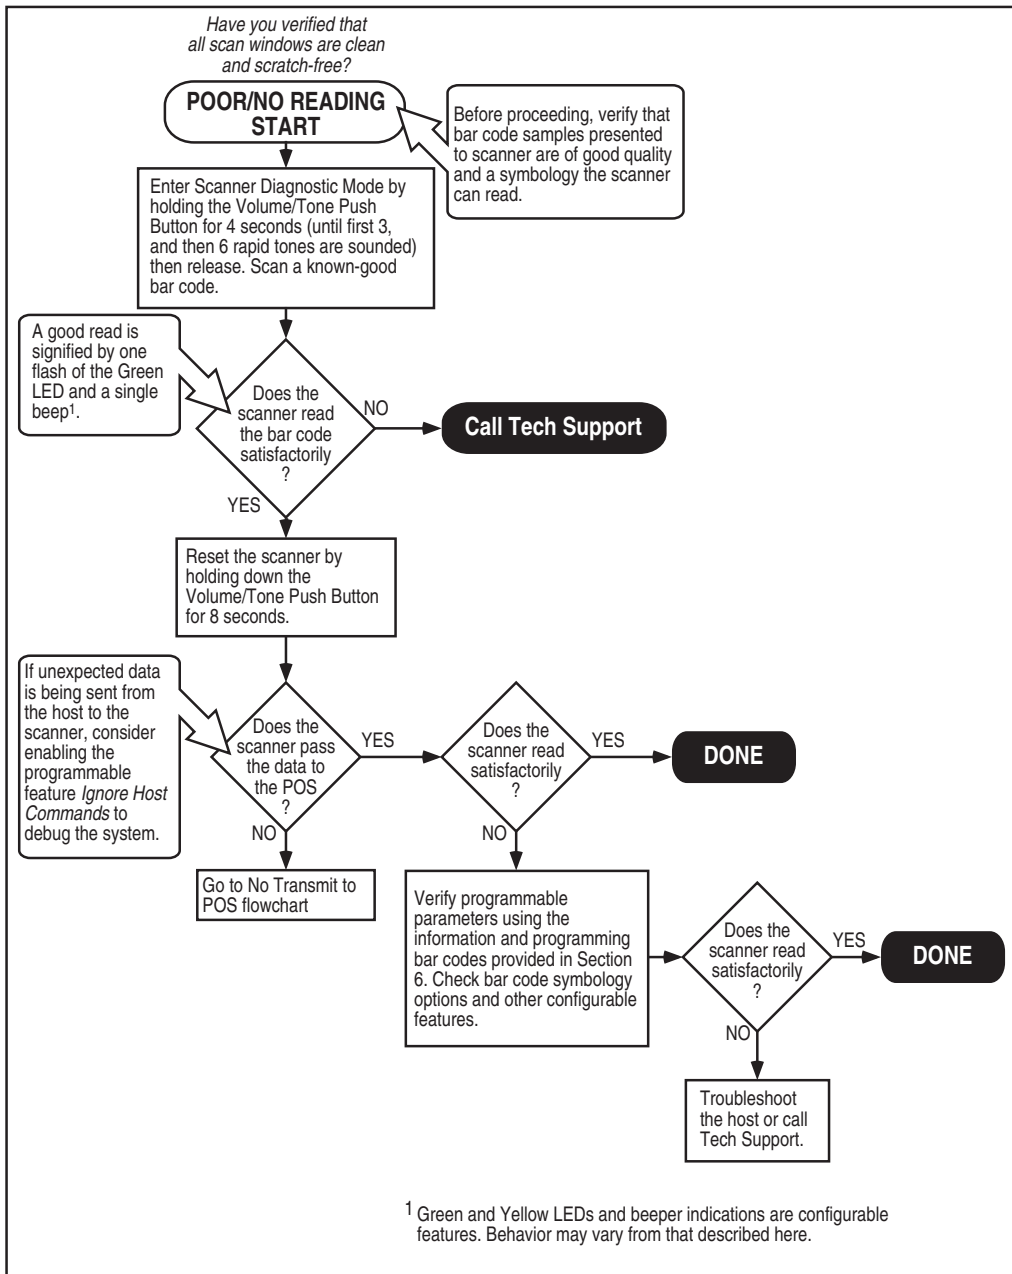 Have you verified that
all scan windows are clean
and scratch-free?
POOR/NO READING
START
Before proceeding, verify that
bar code samples presented
to scanner are of good quality
and a symbology the scanner
can read.
Enter Scanner Diagnostic Mode by
holding the Volume/Tone Push
Button for 4 seconds (until first 3,
and then 6 rapid tones are sounded)
then release. Scan a known-good
bar code.
A good read is
signified by one
flash of the Green
LED and a single
beep¹.
Does the
scanner read
the bar code
satisfactorily
?
NO
Call Tech Support
YES
Reset the scanner by
holding down the
Volume/Tone Push Button
for 8 seconds.
If unexpected data
is being sent from
the host to the
scanner, consider
enabling the
programmable
feature Ignore Host
Commands to
debug the system.
Does the
scanner pass
the data to
the POS
?
YES
Does the
scanner read
satisfactorily
?
YES
DONE
NO
Go to No Transmit to
POS flowchart
NO
Verify programmable
parameters using the
information and programming
bar codes provided in Section
6. Check bar code symbology
options and other configurable
features.
Does the
scanner read
satisfactorily
?
YES
DONE
NO
Troubleshoot
the host or call
Tech Support.
¹ Green and Yellow LEDs and beeper indications are configurable
features. Behavior may vary from that described here.